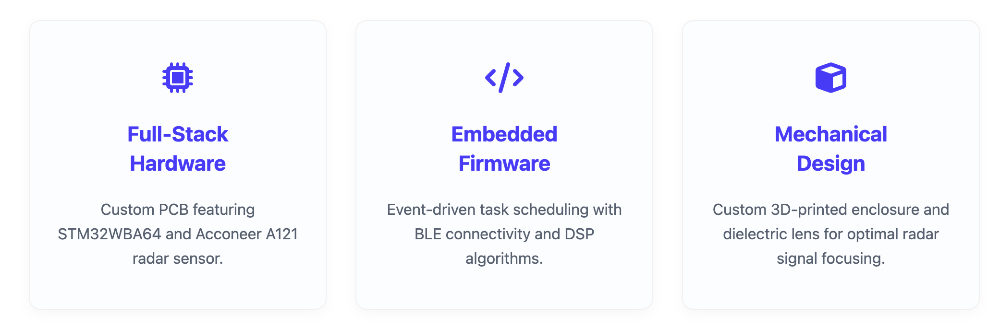 Full-Stack
Hardware
Custom PCB featuring
STM32WBA64 and Acconeer A121
radar sensor.
Embedded
Firmware
Event-driven task scheduling with
BLE connectivity and DSP
algorithms.
Mechanical
Design
Custom 3D-printed enclosure and
dielectric lens for optimal radar
signal focusing.